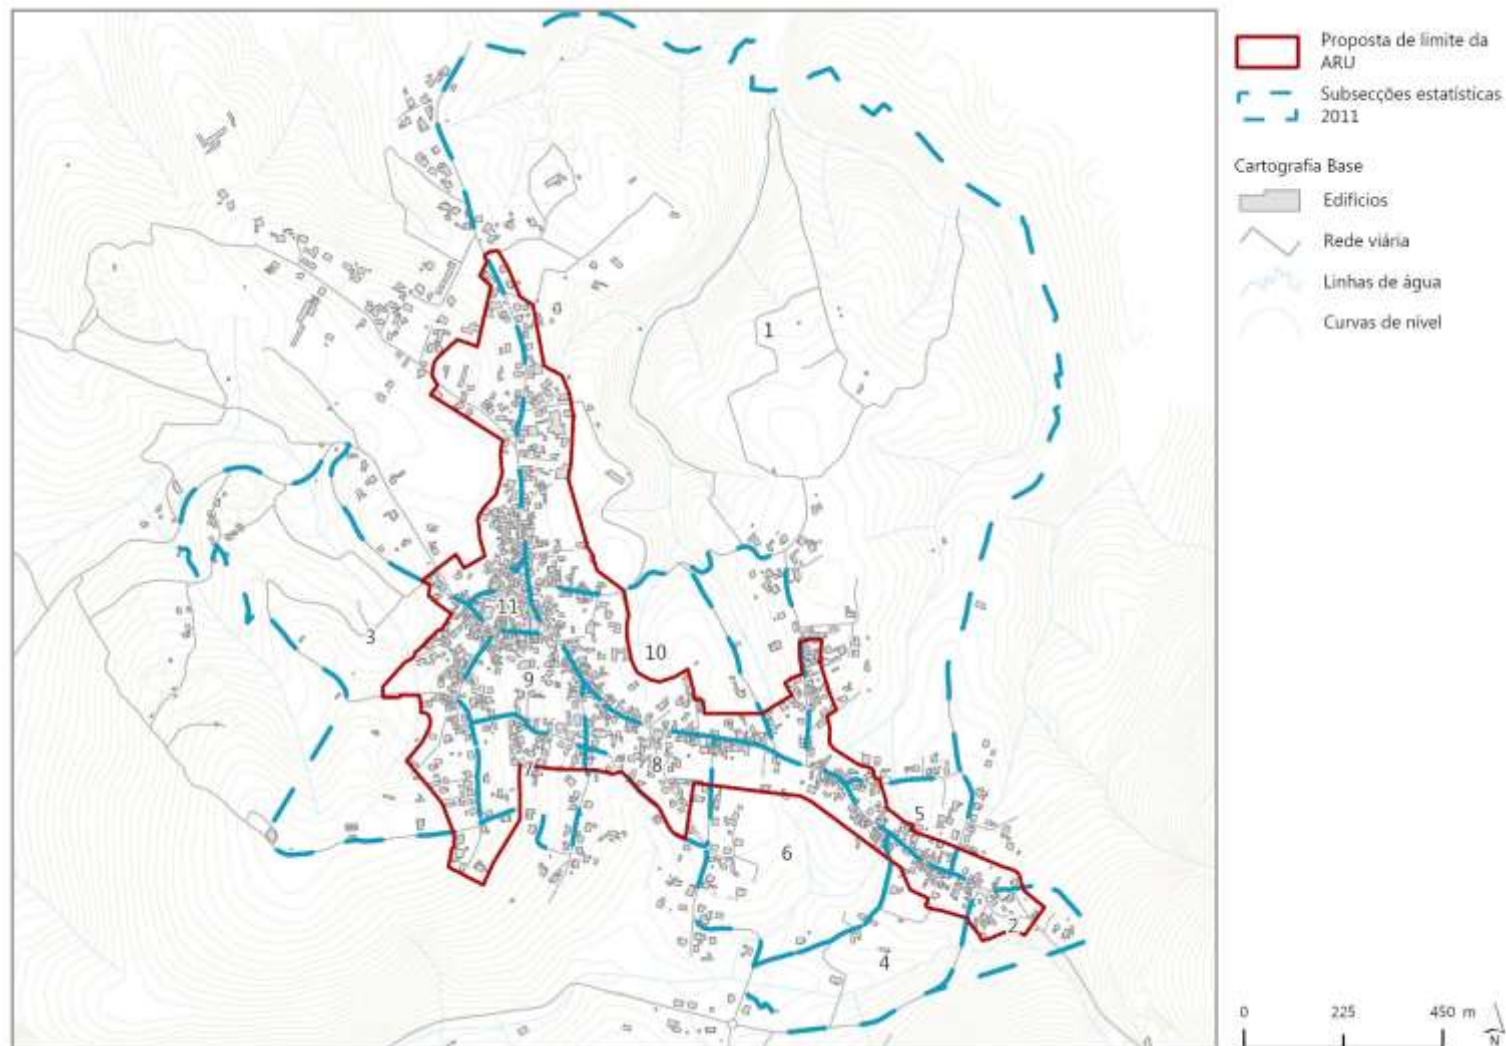 Proposta de limite da
ARU
Subsecções estatísticas
2011
Cartografia Base
Edifícios
Rede viária
Linhas de água
Curvas de nível
1
3
11
10
9
8
7
5
6
2
4
0 225 450 m
N